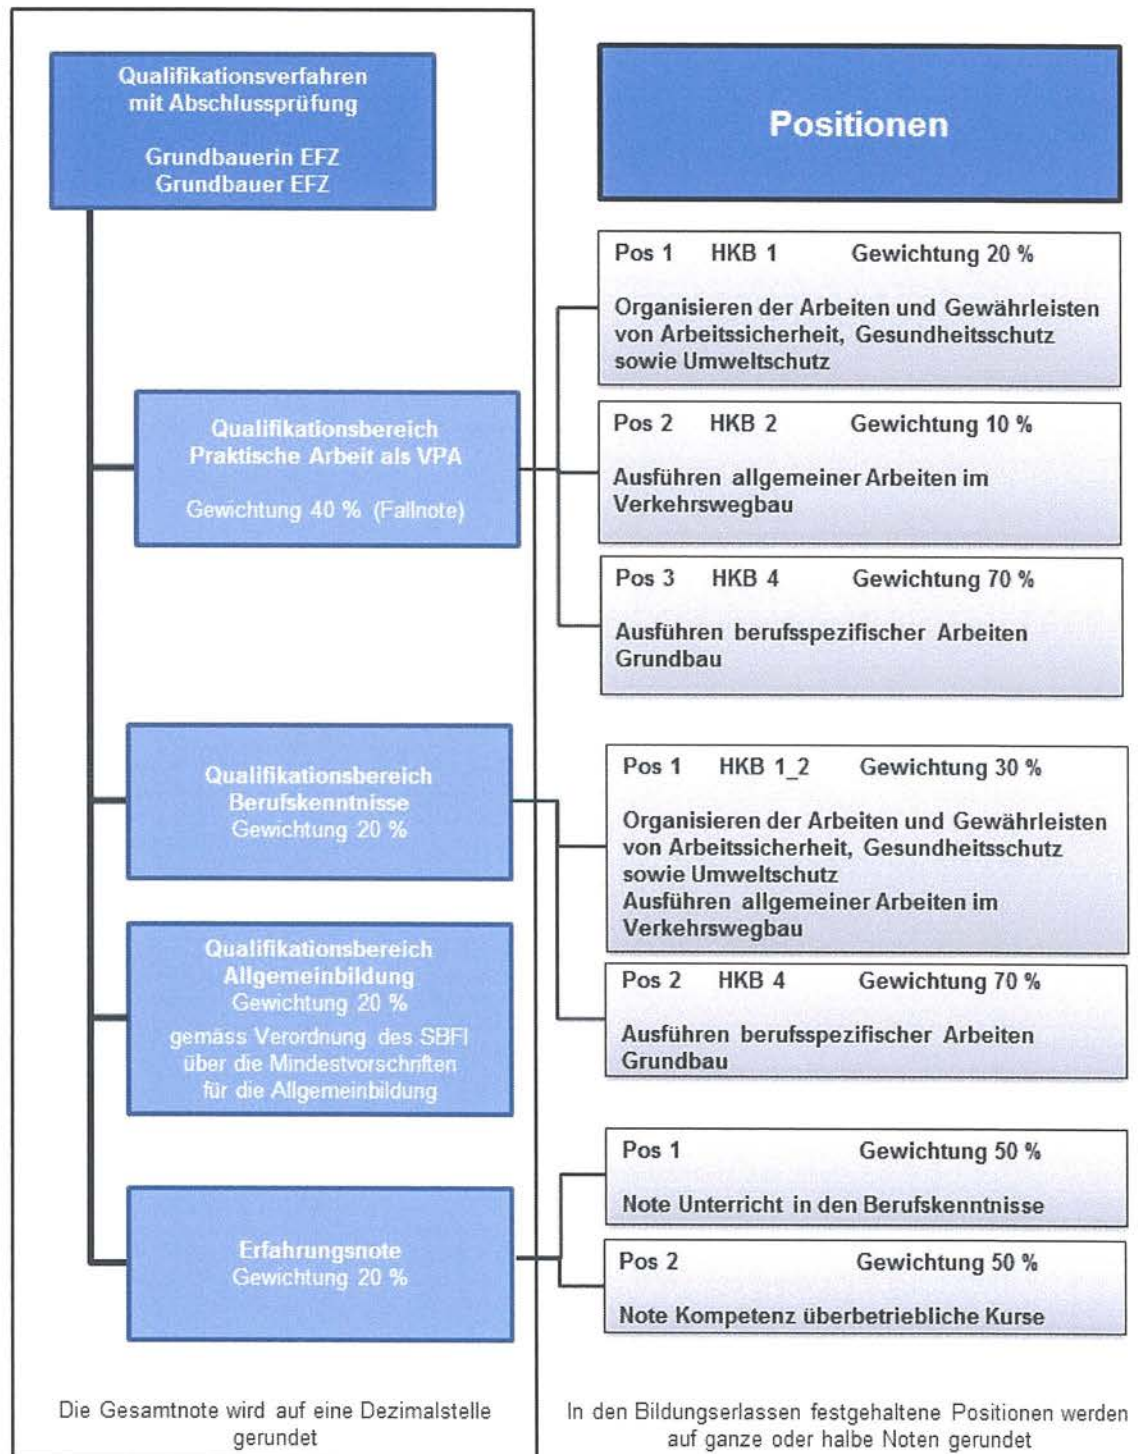 Qualifikationsverfahren
mit Abschlussprüfung
Grundbauerin EFZ
Grundbauer EFZ
Positionen
Qualifikationsbereich
Praktische Arbeit als VPA
Gewichtung 40 % (Fallnote)
Pos 1 HKB 1 Gewichtung 20 %
Organisieren der Arbeiten und Gewährleisten
von Arbeitssicherheit, Gesundheitsschutz
sowie Umweltschutz
Pos 2 HKB 2 Gewichtung 10 %
Ausführen allgemeiner Arbeiten im
Verkehrswegbau
Pos 3 HKB 4 Gewichtung 70 %
Ausführen berufsspezifischer Arbeiten
Grundbau
Qualifikationsbereich
Berufskenntnisse
Gewichtung 20 %
Pos 1 HKB 1_2 Gewichtung 30 %
Organisieren der Arbeiten und Gewährleisten
von Arbeitssicherheit, Gesundheitsschutz
sowie Umweltschutz
Ausführen allgemeiner Arbeiten im
Verkehrswegbau
Pos 2 HKB 4 Gewichtung 70 %
Ausführen berufsspezifischer Arbeiten
Grundbau
Qualifikationsbereich
Allgemeinbildung
Gewichtung 20 %
gemäss Verordnung des SBFI
über die Mindestvorschriften
für die Allgemeinbildung
Erfahrungsnote
Gewichtung 20 %
Pos 1 Gewichtung 50 %
Note Unterricht in den Berufskenntnisse
Pos 2 Gewichtung 50 %
Note Kompetenz überbetriebliche Kurse
Die Gesamtnote wird auf eine Dezimalstelle
gerundet
In den Bildungserlassen festgehaltene Positionen werden
auf ganze oder halbe Noten gerundet